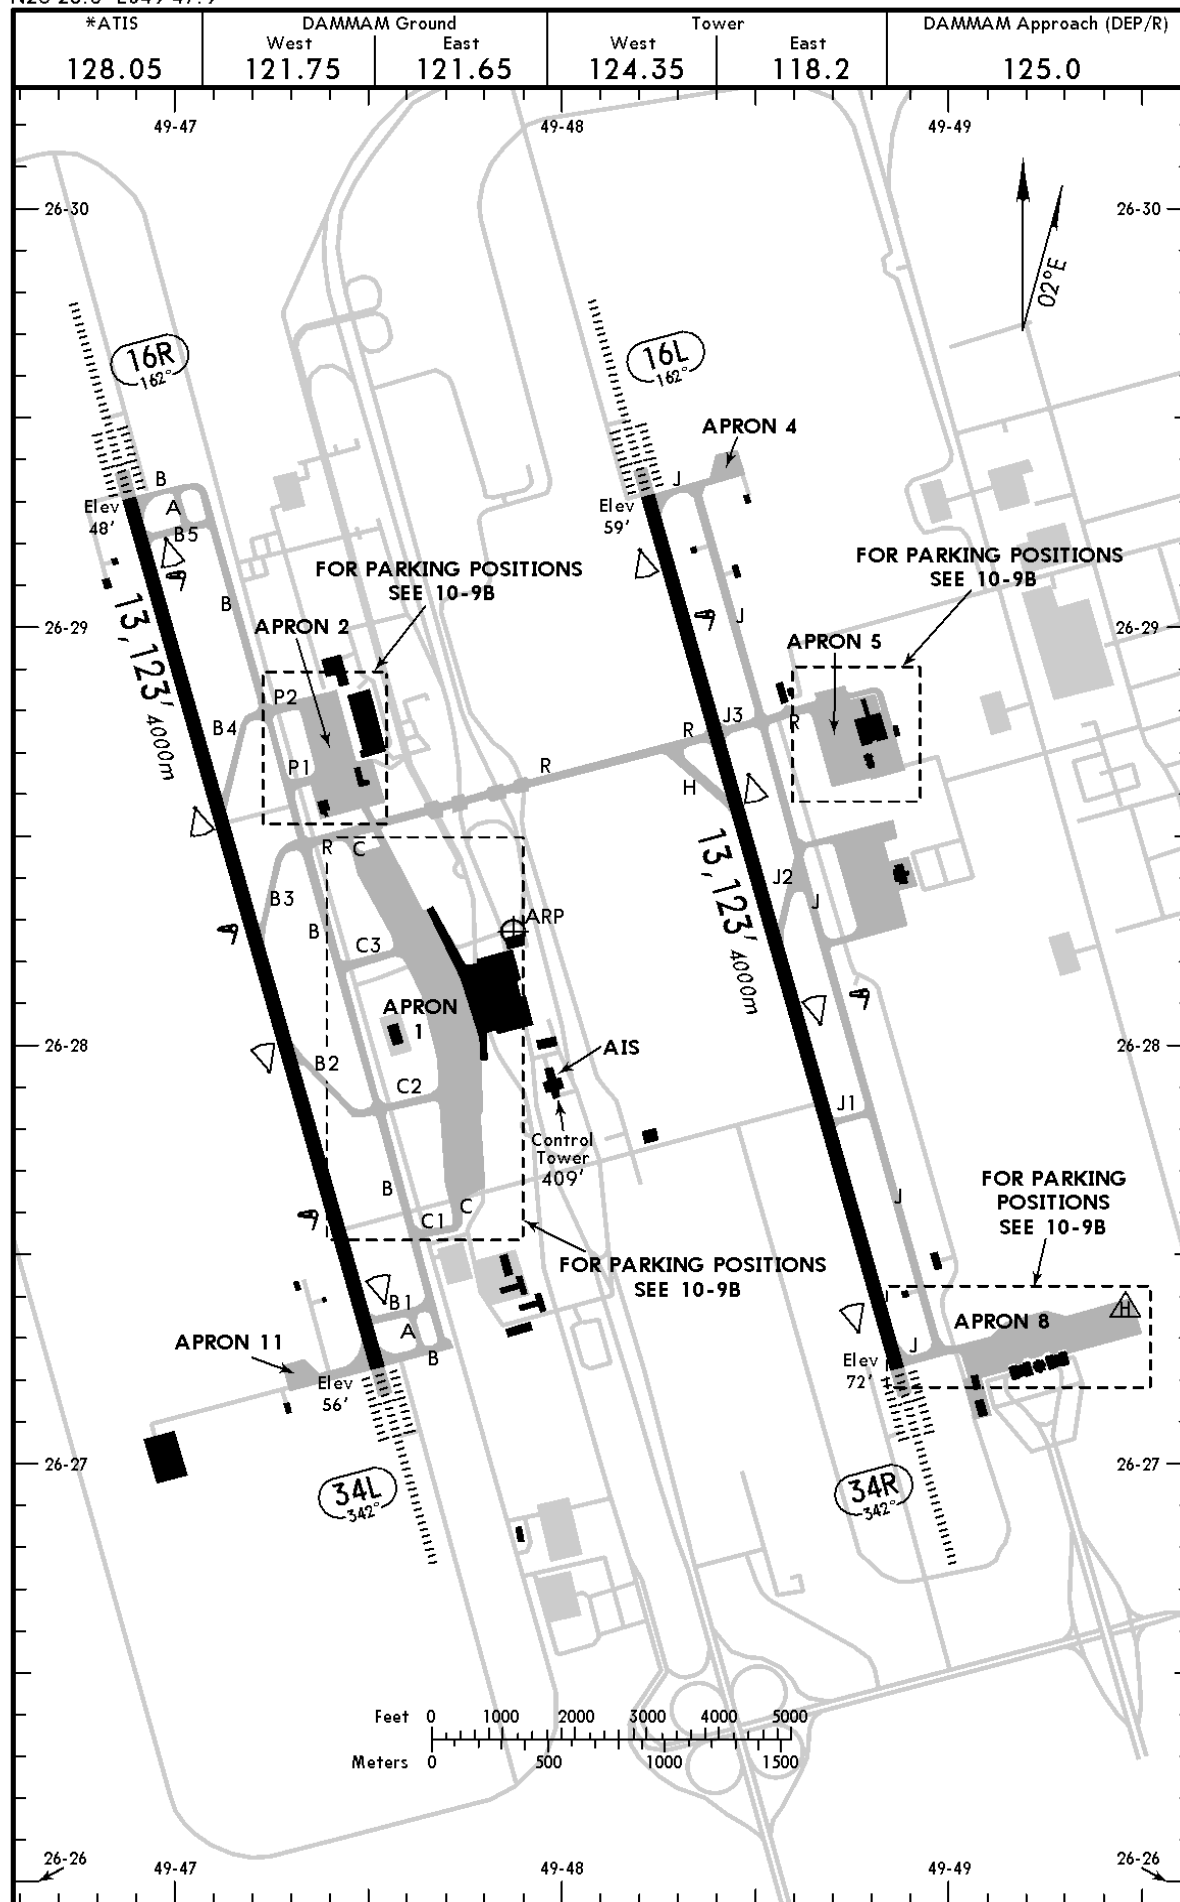 *ATIS DAMMAM Ground Tower DAMMAM Approach (DEP/R)
West East West East
128.05 121.75 121.65 124.35 118.2 125.0
49-47 49-48 49-49
26-30 26-30
02°E
16R
162°
16L
162°
APRON 4
B
J
A
Elev
48'
Elev
59'
B5
FOR PARKING POSITIONS
SEE 10-9B
FOR PARKING POSITIONS
SEE 10-9B
B
J
13,123' 4000m
APRON 2
26-29 26-29
APRON 5
P2
B4
J3
R
R
P1
R
H
R
C
13,123' 4000m
J2
B3
J
B
C3
ARP
APRON
1
26-28 26-28
AIS
B2
C2
J1
Control
Tower
409'
B
J
C
C1
FOR PARKING
POSITIONS
SEE 10-9B
FOR PARKING POSITIONS
SEE 10-9B
B1
H
A
APRON 8
APRON 11
B
J
Elev
56'
Elev
72'
26-27 26-27
34L
342°
34R
342°
Feet 0 1000 2000 3000 4000 5000
Meters 0 500 1000 1500
26-26 49-47 49-48 49-49 26-26